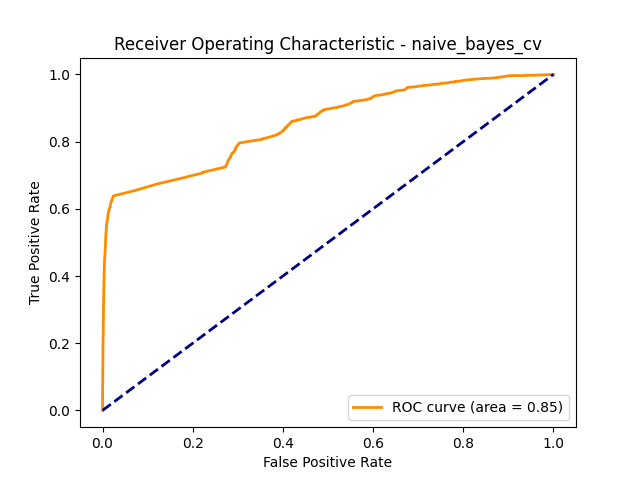 Receiver Operating Characteristic - naive_bayes_cv
1.0
0.8
0.6
0.4
0.2
0.0
True Positive Rate
ROC curve (area = 0.85)
0.0 0.2 0.4 0.6 0.8 1.0
False Positive Rate